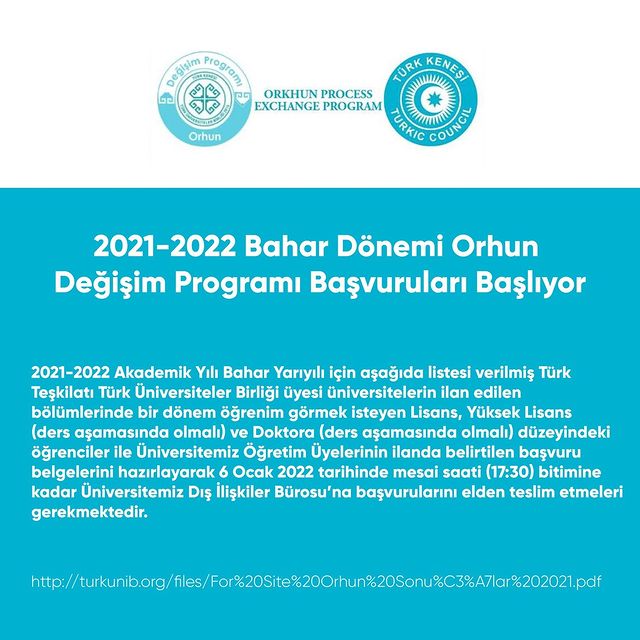 Değişim Programı
TÜRK KENEŞİ
Orhun
ORKHUN PROCESS
EXCHANGE PROGRAM
TÜRK KENEŞİ
TURKIC COUNCIL
2021-2022 Bahar Dönemi Orhun
Değişim Programı Başvuruları Başlıyor
2021-2022 Akademik Yılı Bahar Yarıyılı için aşağıda listesi verilmiş Türk
Teşkilatı Türk Üniversiteler Birliği üyesi üniversitelerin ilan edilen
bölümlerinde bir dönem öğrenim görmek isteyen Lisans, Yüksek Lisans
(ders aşamasında olmalı) ve Doktora (ders aşamasında olmalı) düzeyindeki
öğrenciler ile Üniversitemiz Öğretim Üyelerinin ilanda belirtilen başvuru
belgelerini hazırlayarak 6 Ocak 2022 tarihinde mesai saati (17:30) bitimine
kadar Üniversitemiz Dış İlişkiler Bürosu’na başvurularını elden teslim etmeleri
gerekmektedir.
http://turkunib.org/files/For%20Site%20Orhun%20Sonu%C3%A7lar%202021.pdf